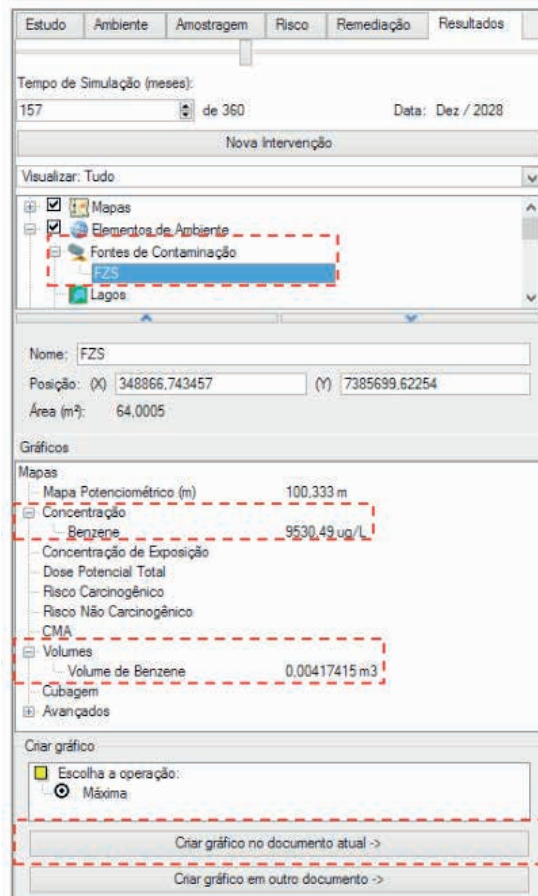 Estudo Ambiente Amostragem Risco Remediação Resultados
Tempo de Simulação (meses):
157 de 360 Data: Dez / 2028
Nova Intervenção
Visualizar: Tudo
Mapas
Elementos de Ambiente
Fontes de Contaminação
FZS
Lagos
Nome: FZS
Posição: (X) 348866,743457 (Y) 7385699,62254
Área (m²): 64,0005
Gráficos
Mapas
Mapa Potenciométrico (m) 100,333 m
Concentração
Benzene 9530,49 ug/L
Concentração de Exposição
Dose Potencial Total
Risco Carcinogênico
Risco Não Carcinogênico
CMA
Volumes
Volume de Benzene 0,00417415 m3
Cubagem
Avançados
Criar gráfico
Escolha a operação:
Máxima
Criar gráfico no documento atual ->
Criar gráfico em outro documento ->